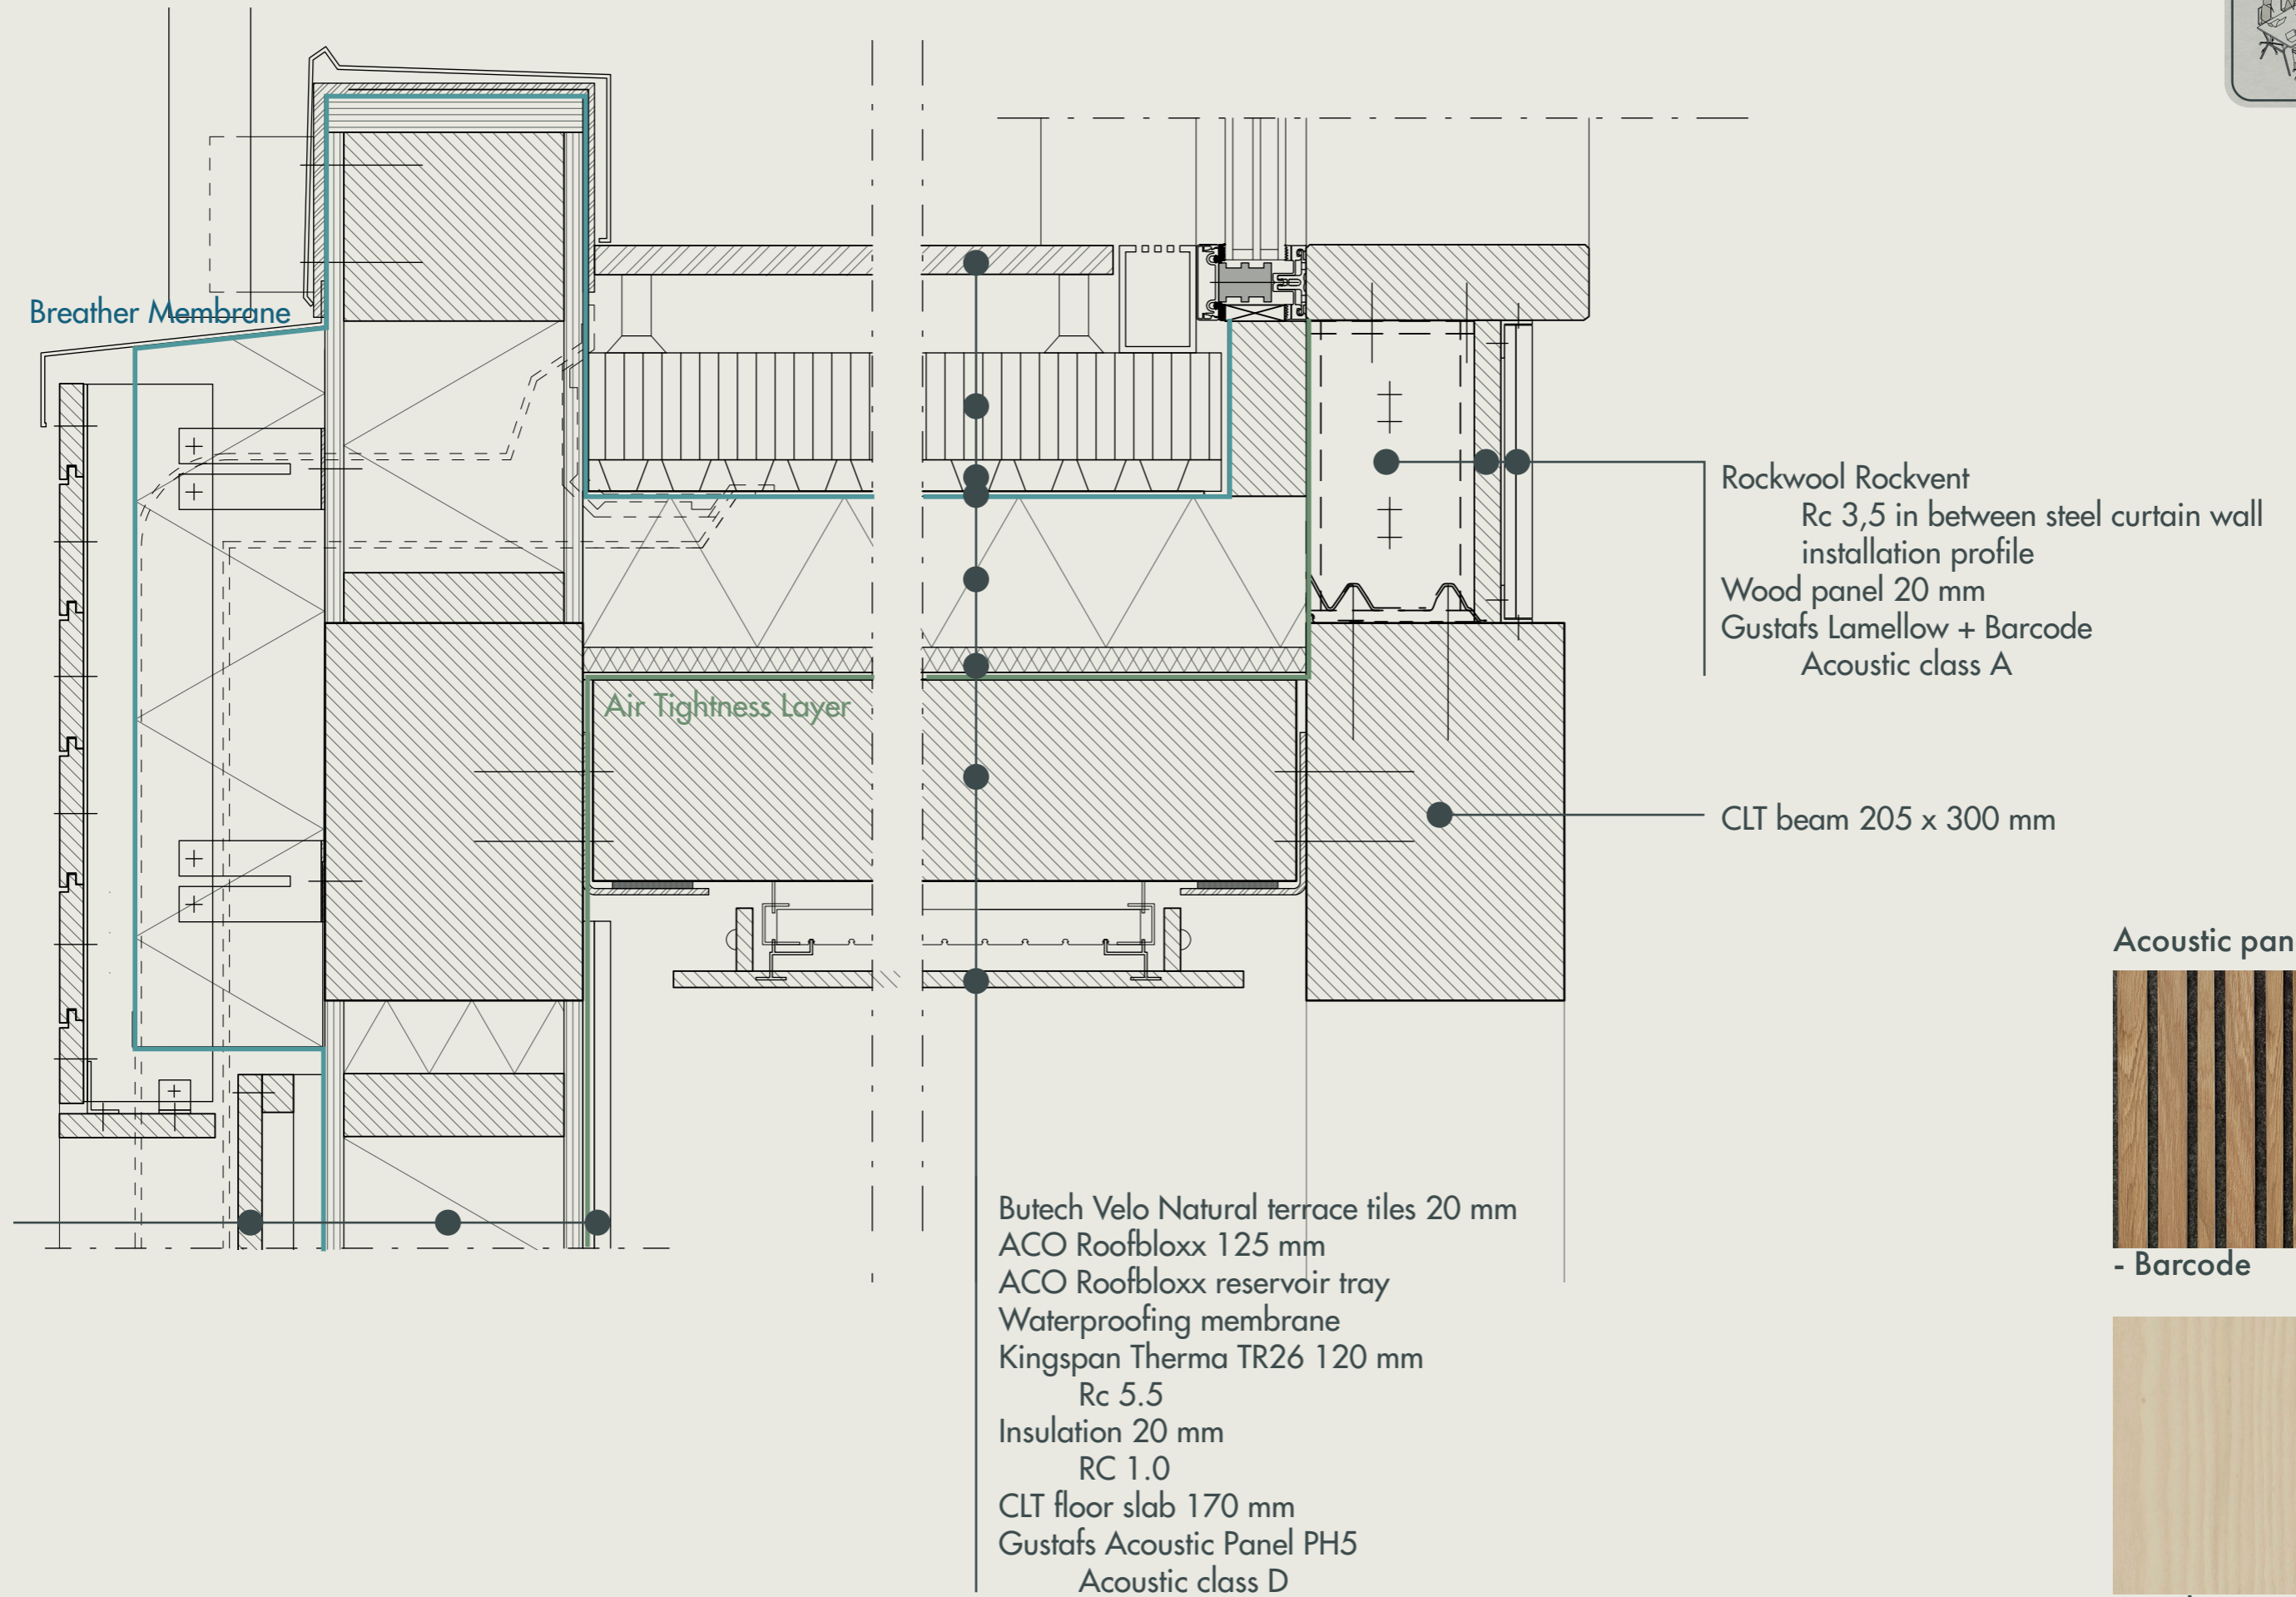 Breather Membrane
Rockwool Rockvent
Rc 3,5 in between steel curtain wall
installation profile
Wood panel 20 mm
Gustafs Lamellow + Barcode
Acoustic class A
Air Tightness Layer
CLT beam 205 x 300 mm
Acoustic pan
- Barcode
Butech Velo Natural terrace tiles 20 mm
ACO Roofbloxx 125 mm
ACO Roofbloxx reservoir tray
Waterproofing membrane
Kingspan Therma TR26 120 mm
Rc 5.5
Insulation 20 mm
RC 1.0
CLT floor slab 170 mm
Gustafs Acoustic Panel PH5
Acoustic class D